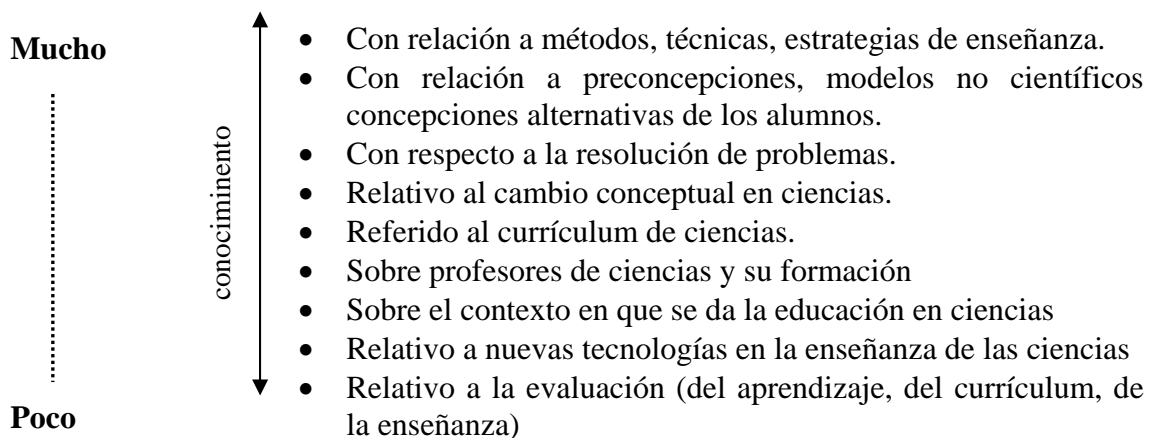 Mucho
conociminento
Poco
• Con relación a métodos, técnicas, estrategias de enseñanza.
• Con relación a preconcepciones, modelos no científicos
concepciones alternativas de los alumnos.
• Con respecto a la resolución de problemas.
• Relativo al cambio conceptual en ciencias.
• Referido al currículum de ciencias.
• Sobre profesores de ciencias y su formación
• Sobre el contexto en que se da la educación en ciencias
• Relativo a nuevas tecnologías en la enseñanza de las ciencias
• Relativo a la evaluación (del aprendizaje, del currículum, de
la enseñanza)